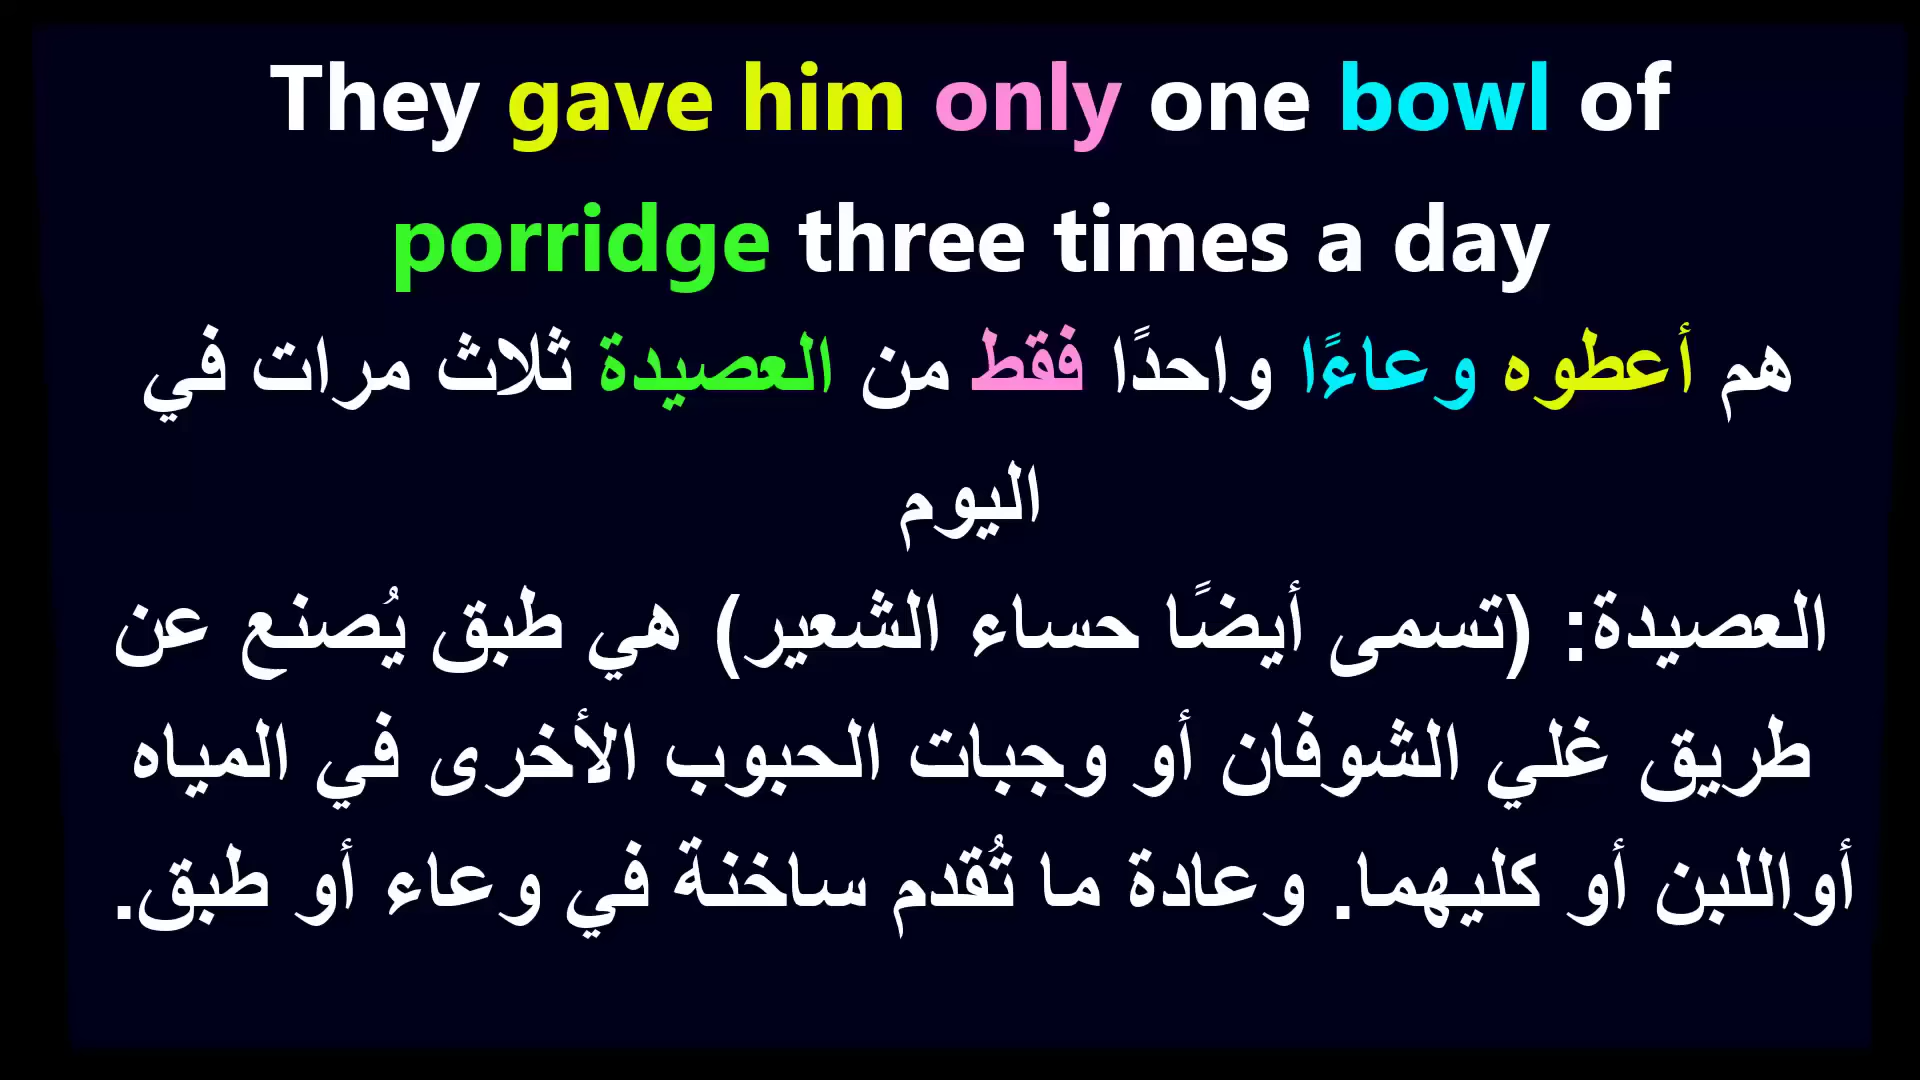 They gave him only one bowl of
porridge three times a day
هم أعطوه وعاءًا واحدًا فقط من العصيدة ثلاث مرات في
اليوم
العصيدة: (تسمى أيضًا حساء الشعير) هي طبق يُصنع عن
طريق غلي الشوفان أو وجبات الحبوب الأخرى في المياه
أواللبن أو كليهما. وعادة ما تُقدم ساخنة في وعاء أو طبق.